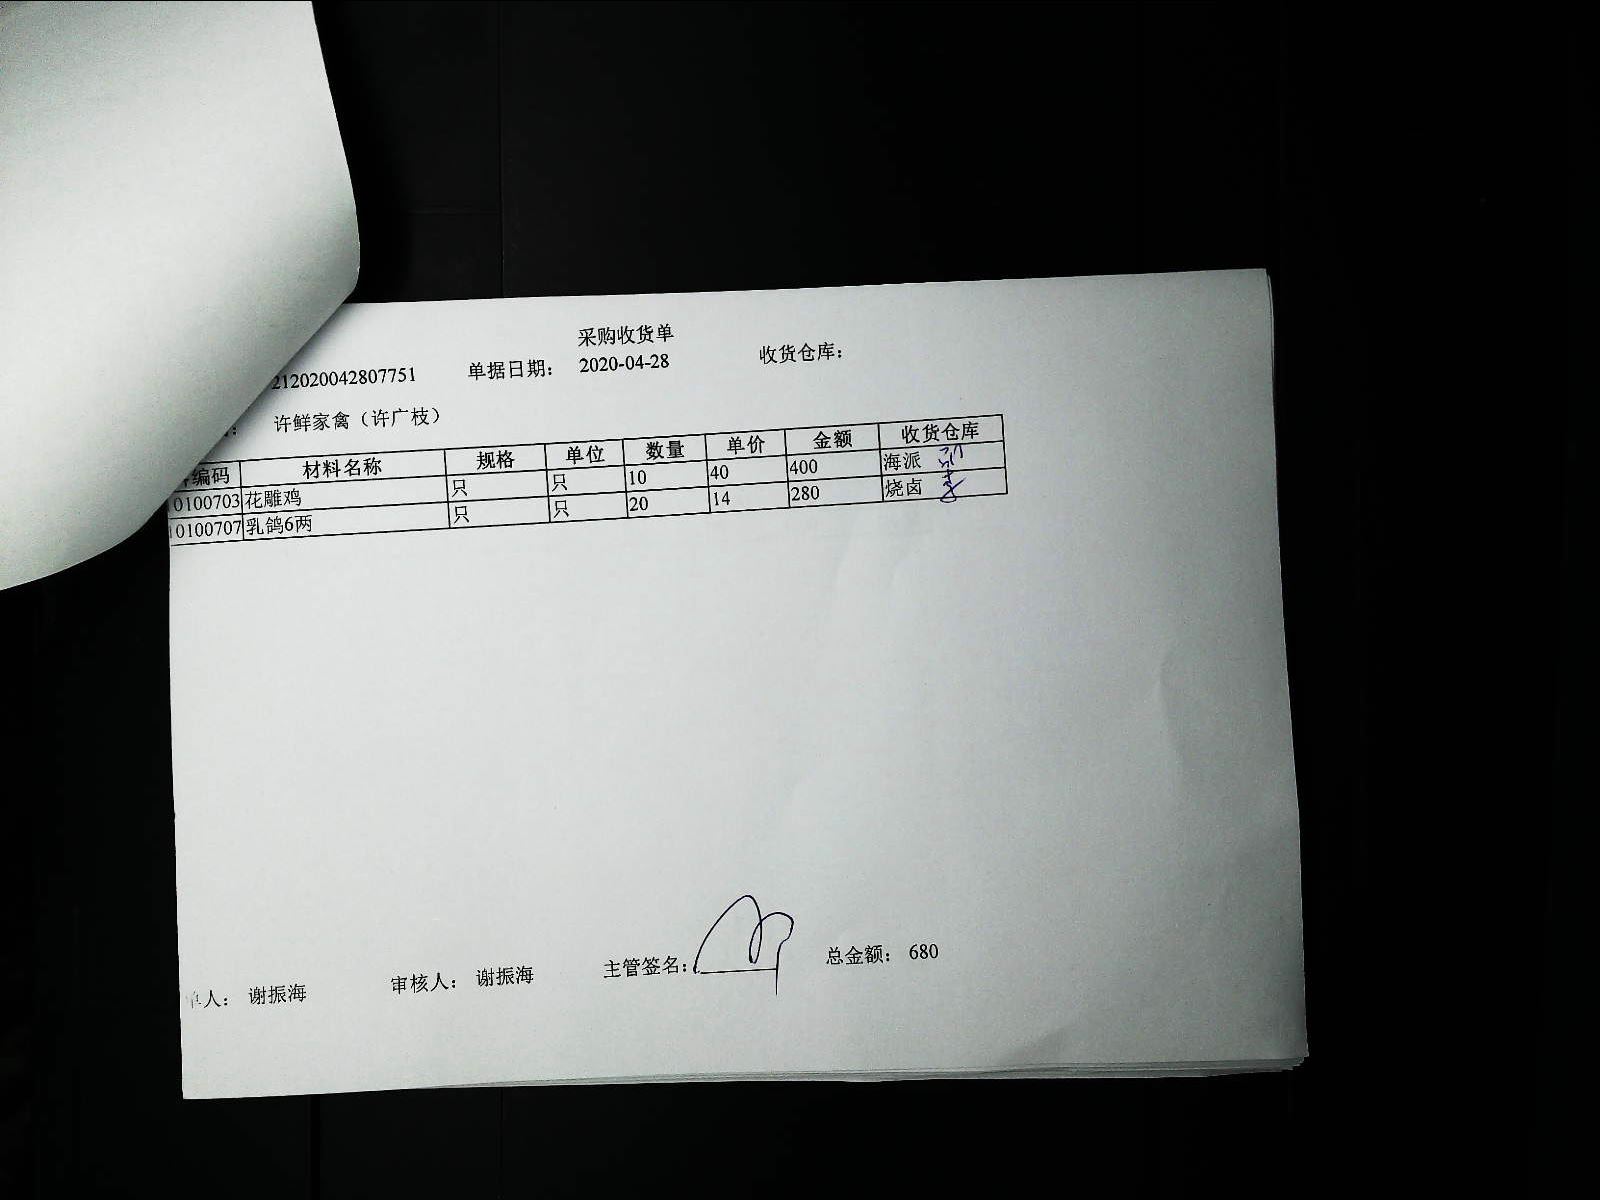 采购收货单
212020042807751 单据日期： 2020-04-28 收货仓库：
许鲜家禽（许广枝）
编码 材料名称 规格 单位 数量 单价 金额 收货仓库
0100703 花雕鸡 只 只 10 40 400 海派
0100707 乳鸽6两 只 只 20 14 280 烧卤
单人： 谢振海 审核人： 谢振海 主管签名： 总金额： 680